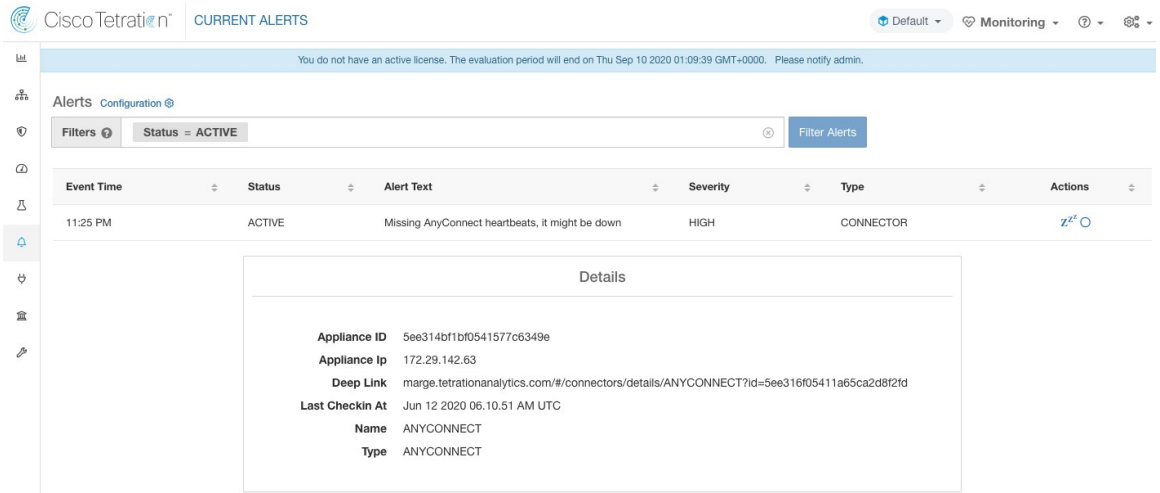 Cisco Tetration™ CURRENT ALERTS Default Monitoring ?
You do not have an active license. The evaluation period will end on Thu Sep 10 2020 01:09:39 GMT+0000. Please notify admin.
Alerts Configuration
Filters ? Status = ACTIVE Filter Alerts
Event Time Status Alert Text Severity Type Actions
11:25 PM ACTIVE Missing AnyConnect heartbeats, it might be down HIGH CONNECTOR zzz
Details
Appliance ID 5ee314bf1bf0541577c6349e
Appliance Ip 172.29.142.63
Deep Link marge.tetrationanalytics.com/#/connectors/details/ANYCONNECT?id=5ee316f05411a65ca2d8f2fd
Last Checkin At Jun 12 2020 06.10.51 AM UTC
Name ANYCONNECT
Type ANYCONNECT